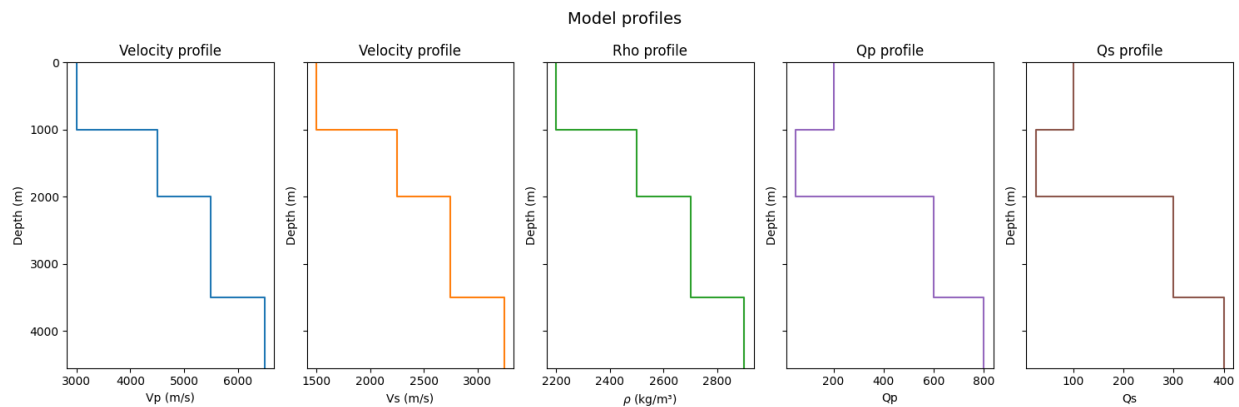 Model profiles
Velocity profile
Velocity profile
Rho profile
Qp profile
Qs profile
0
1000
2000
3000
4000
Depth (m)
Depth (m)
Depth (m)
Depth (m)
Depth (m)
3000 4000 5000 6000
1500 2000 2500 3000
2200 2400 2600 2800
200 400 600 800
100 200 300 400
Vp (m/s)
Vs (m/s)
ρ (kg/m³)
Qp
Qs